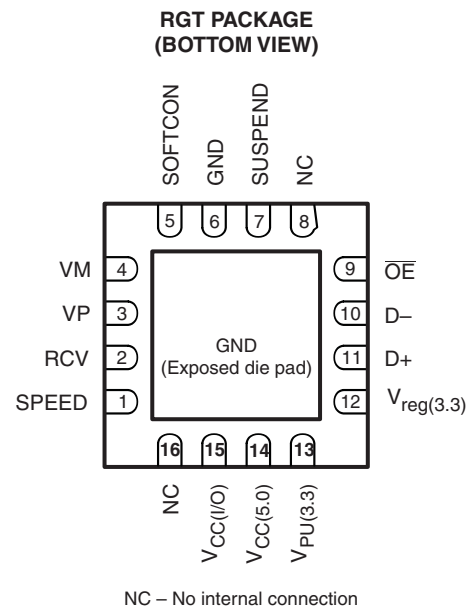 RGT PACKAGE
(BOTTOM VIEW)
SOFTCON
GND
SUSPEND
NC
5
6
7
8
VM 4
9 OE
VP 3
10 D–
RCV 2
11 D+
SPEED 1
12 Vreg(3.3)
GND
(Exposed die pad)
16
15
14
13
NC
VCC(I/O)
VCC(5.0)
VPU(3.3)
NC – No internal connection